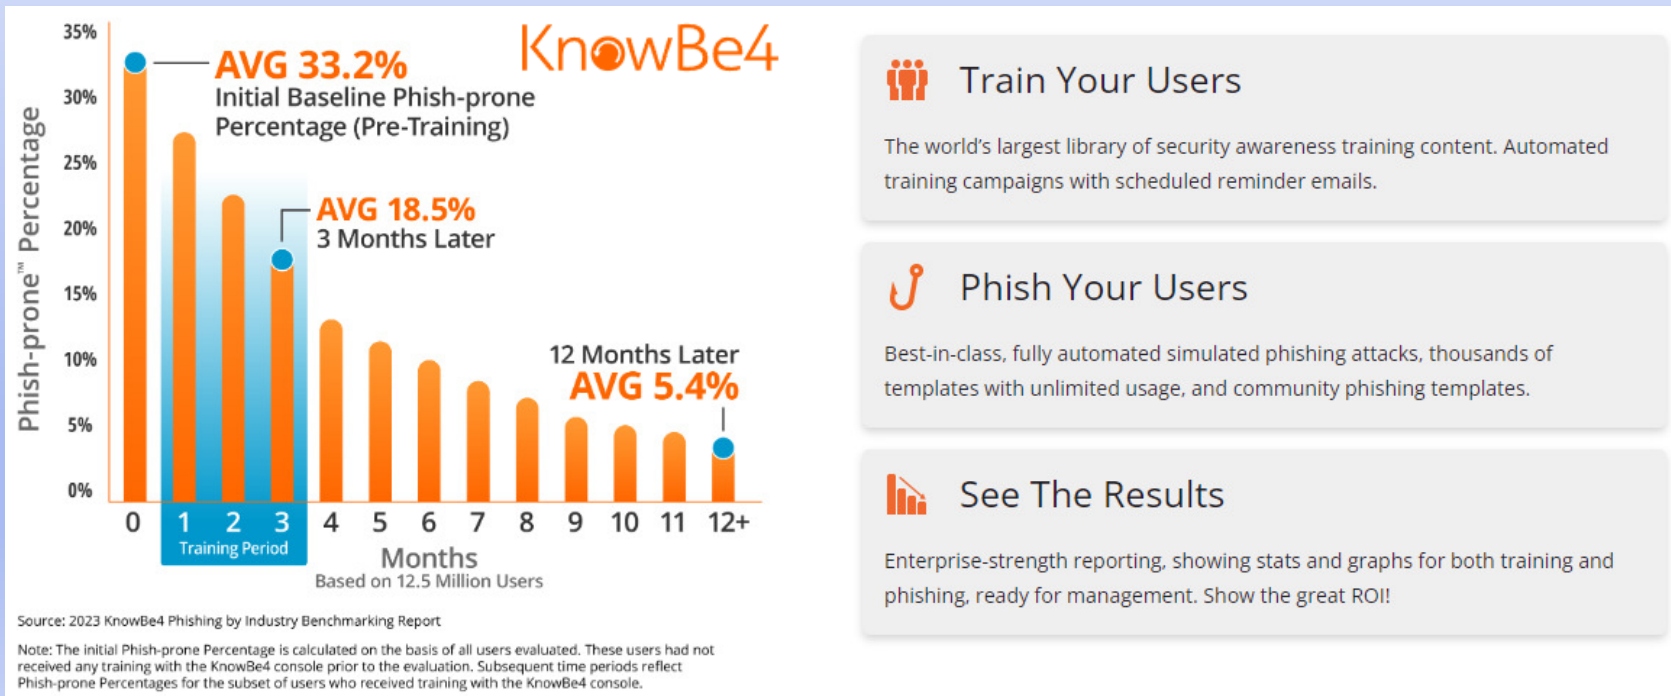 35%
30%
25%
20%
15%
10%
5%
0%
Phish-prone™ Percentage
KnowBe4
AVG 33.2%
Initial Baseline Phish-prone
Percentage (Pre-Training)
AVG 18.5%
3 Months Later
12 Months Later
AVG 5.4%
0 1 2 3 4 5 6 7 8 9 10 11 12+
Training Period
Months
Based on 12.5 Million Users
Source: 2023 KnowBe4 Phishing by Industry Benchmarking Report
Note: The initial Phish-prone Percentage is calculated on the basis of all users evaluated. These users had not
received any training with the KnowBe4 console prior to the evaluation. Subsequent time periods reflect
Phish-prone Percentages for the subset of users who received training with the KnowBe4 console.
Train Your Users
The world's largest library of security awareness training content. Automated
training campaigns with scheduled reminder emails.
Phish Your Users
Best-in-class, fully automated simulated phishing attacks, thousands of
templates with unlimited usage, and community phishing templates.
See The Results
Enterprise-strength reporting, showing stats and graphs for both training and
phishing, ready for management. Show the great ROI!